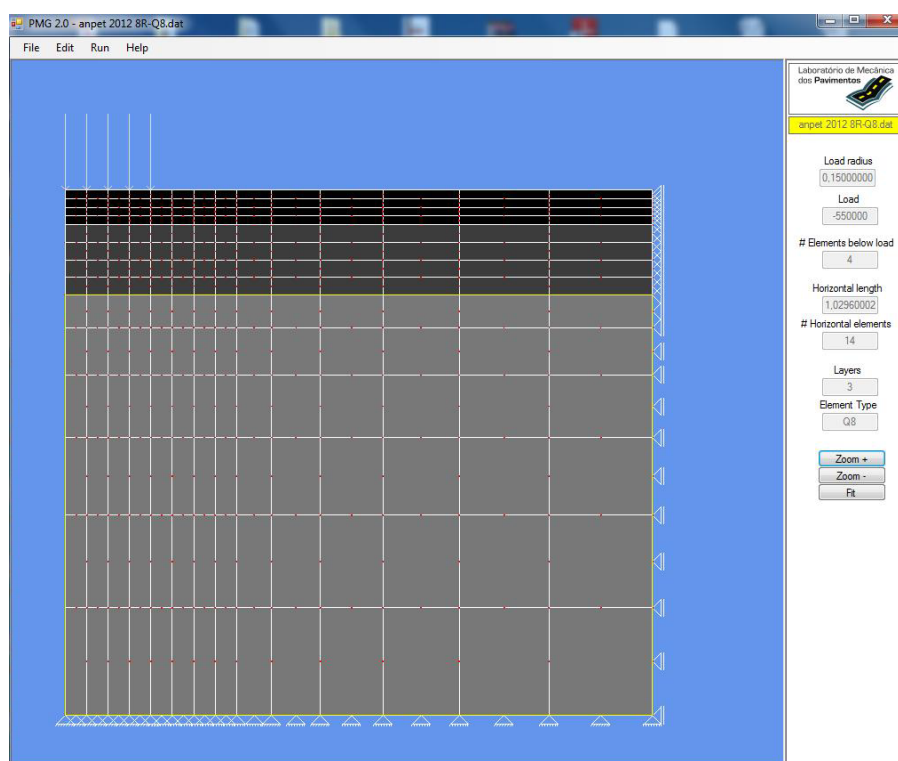 PMG 2.0 - anpet 2012 8R-Q8.dat
File Edit Run Help
Laboratório de Mecânica
dos Pavimentos
anpet 2012 8R-Q8.dat
Load radius
0,15000000
Load
-550000
# Elements below load
4
Horizontal length
1,02960002
# Horizontal elements
14
Layers
3
Element Type
Q8
Zoom +
Zoom -
Fit